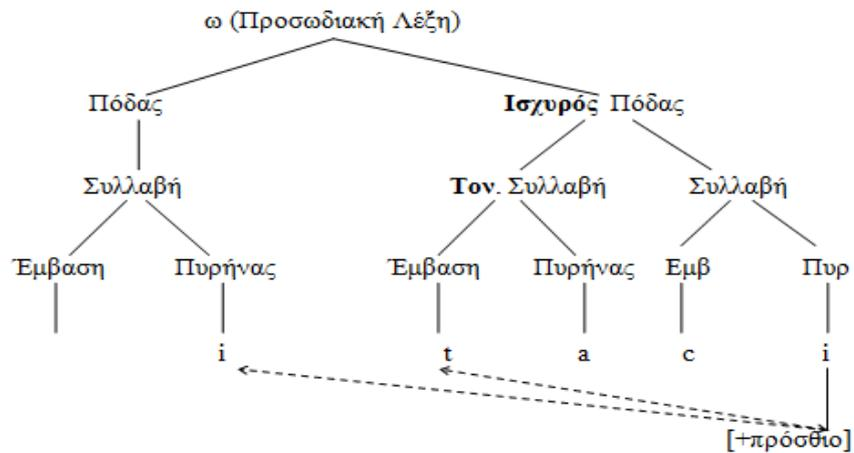 ω (Προσωδιακή Λέξη)
Πόδας Ισχυρός Πόδας
Συλλαβή Τον. Συλλαβή Συλλαβή
Έμβαση Πυρήνας Έμβαση Πυρήνας Εμβ Πυρ
i t a c i
[+πρόσθιο]